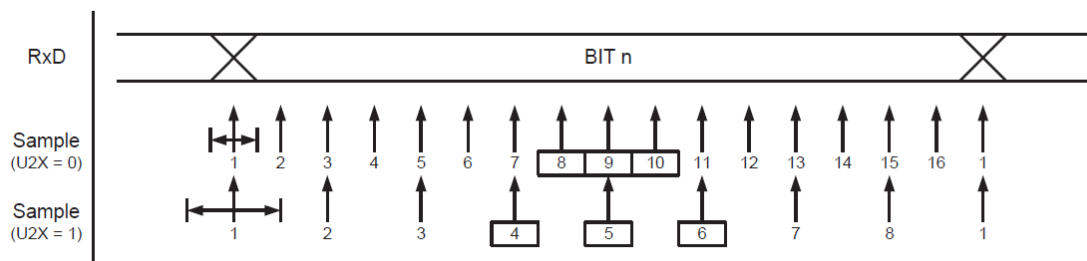 RxD BIT n
Sample
(U2X = 0) 1 2 3 4 5 6 7 8 9 10 11 12 13 14 15 16 1
Sample
(U2X = 1) 1 2 3 4 5 6 7 8 1